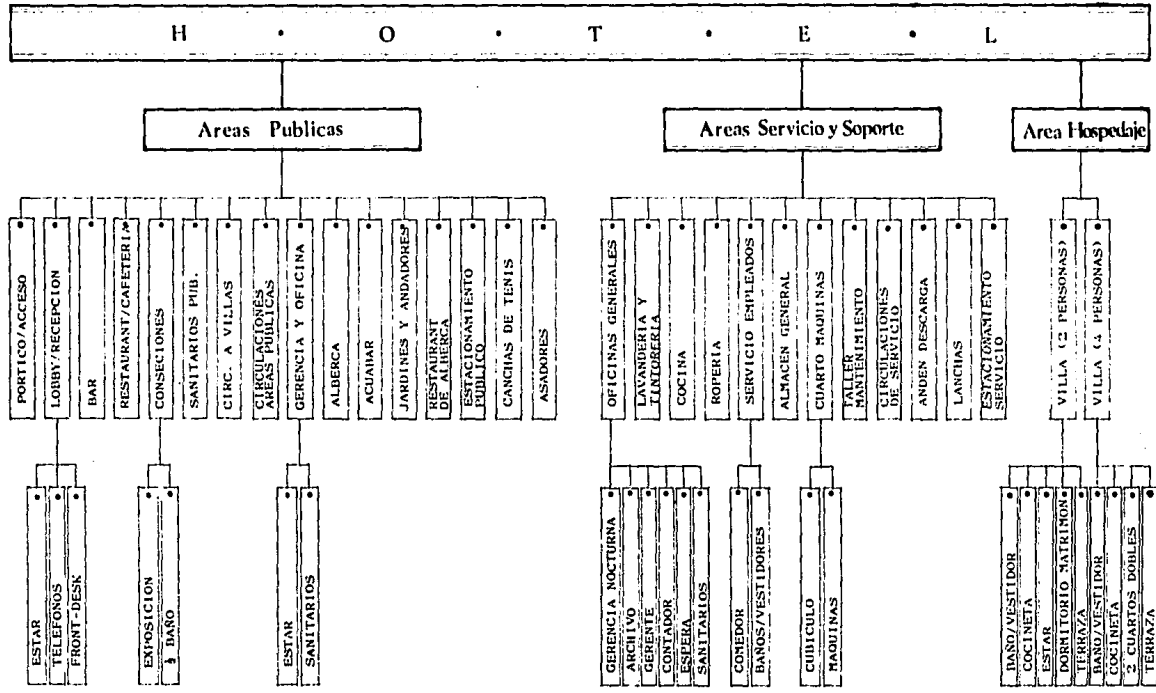 H • O • T • E • L
Areas Publicas
Areas Servicio y Soporte
Area Hospedaje
PORTICO/ACCESO
LOBBY/RECEPCION
BAR
RESTAURANT/CAFETERIA
CONSECIONES
SANITARIOS PUB.
CIRC. A VILLAS
CIRCULACIONES
AREAS PUBLICAS
GERENCIA Y OFICINA
ALBERCA
ACUABAR
JARDINES Y ANDADORES
RESTAURANT
DE ALBERCA
ESTACIONAMIENTO
PUBLICO
CANCHAS DE TENIS
ASADORES
OFICINAS GENERALES
LAVANDERIA Y
TINTORERIA
COCINA
ROPERIA
SERVICIO EMPLEADOS
ALMACEN GENERAL
CUARTO MAQUINAS
TALLER
MANTENIMIENTO
CIRCULACIONES
DE SERVICIO
ANDEN DESCARGA
LANCHAS
ESTACIONAMIENTO
SERVICIO
VILLA (2 PERSONAS)
VILLA (4 PERSONAS)
ESTAR
TELEFONOS
FRONT-DESK
EXPOSICION
½ BAÑO
ESTAR
SANITARIOS
GERENCIA NOCTURNA
ARCHIVO
GERENTE
CONTADOR
ESPERA
SANITARIOS
COMEDOR
BAÑOS/VESTIDORES
CUBICULO
MAQUINAS
BAÑO/VESTIDOR
COCINETA
ESTAR
DORMITORIO MATRIMON
TERRAZA
BAÑO/VESTIDOR
COCINETA
2 CUARTOS DOBLES
TERRAZA